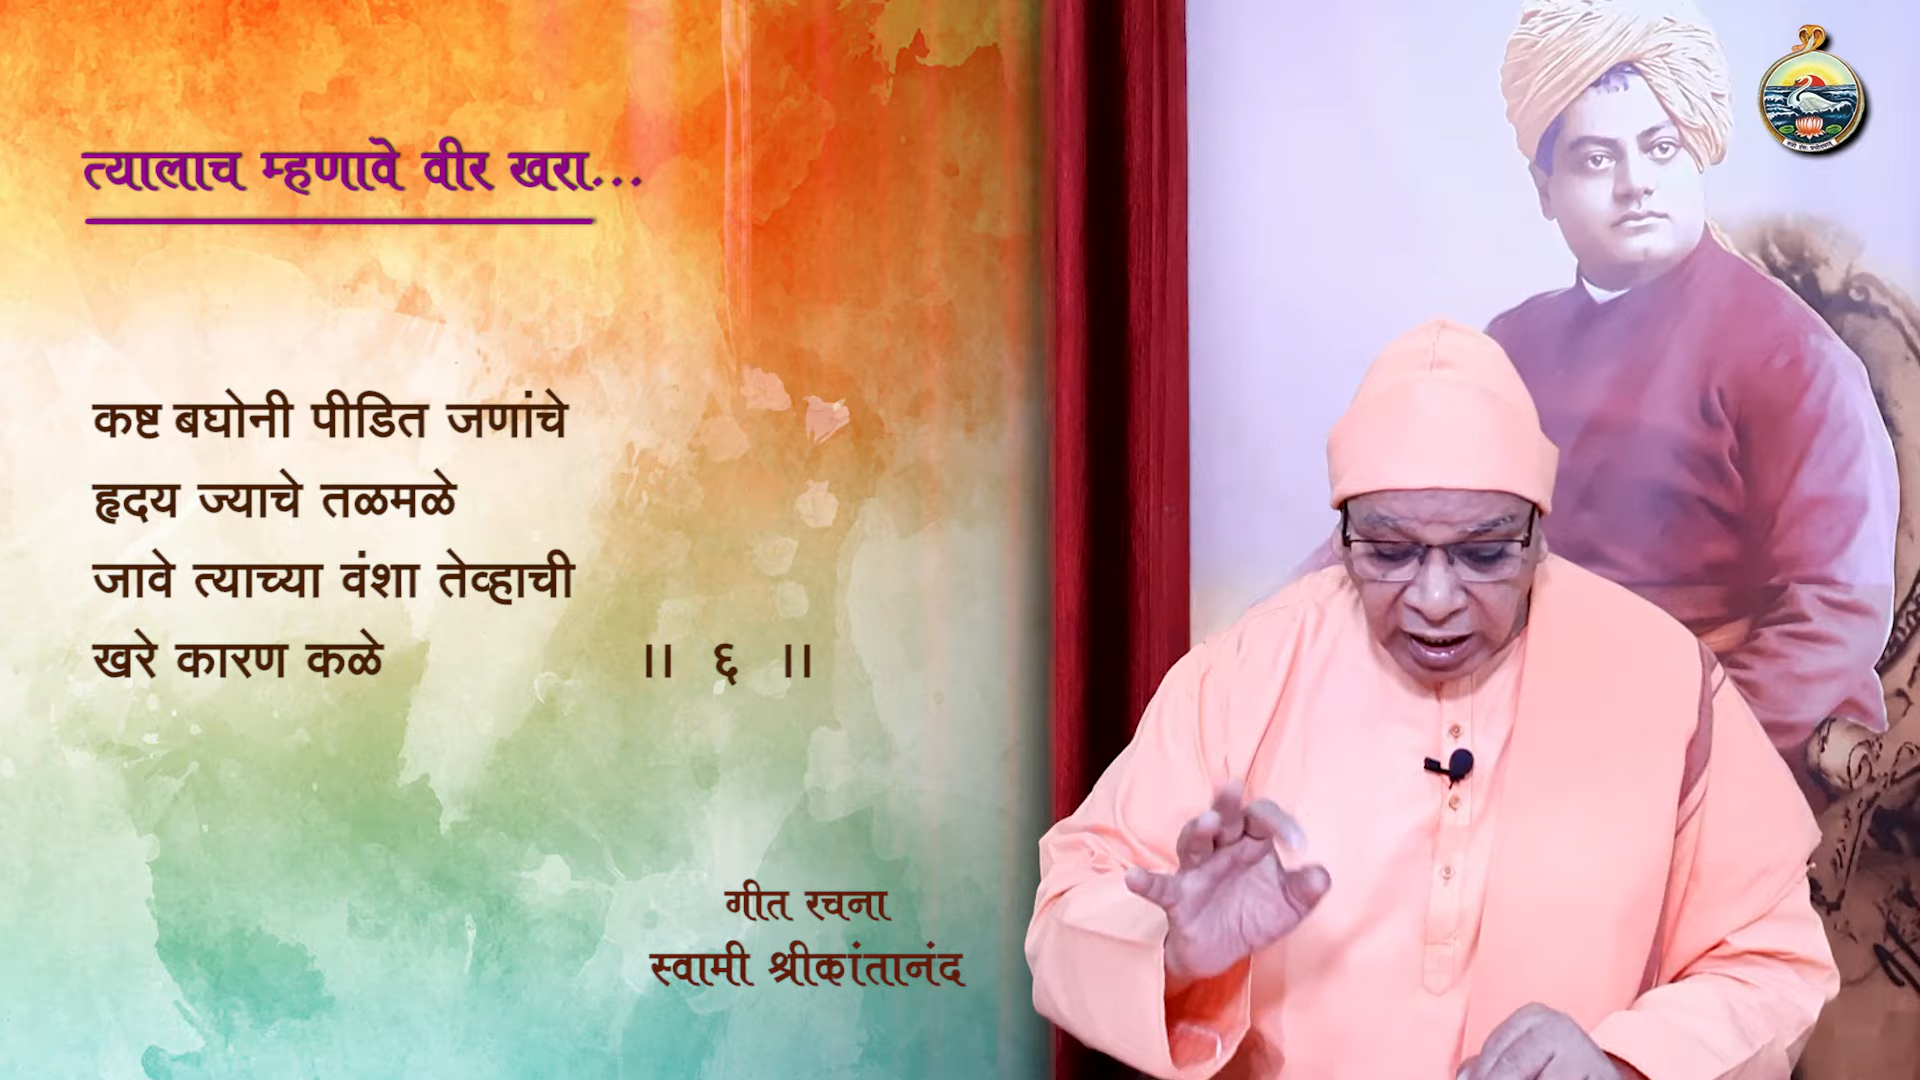 त्यालाच म्हणावे वीर खरा...
कष्ट बघोनी पीडित जणांचे
हृदय ज्याचे तळमळे
जावे त्याच्या वंशा तेव्हाची
खरे कारण कळे ।। ६ ।।
गीत रचना
स्वामी श्रीकांतानंद